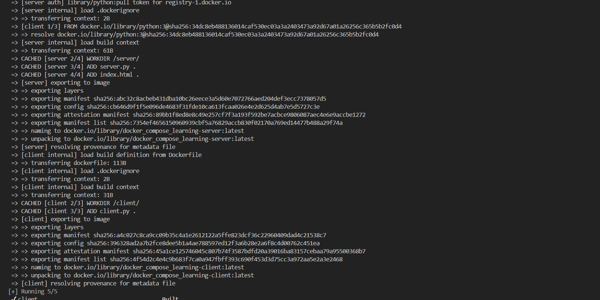 => [server auth] library/python:pull token for registry-1.docker.io
=> [server internal] load .dockerignore
=> => transferring context: 2B
=> [client 1/3] FROM docker.io/library/python:3@sha256:34dc8eb488136014caf530ec03a3a2403473a92d67a01a26256c365b5b2fc0d4
=> => resolve docker.io/library/python:3@sha256:34dc8eb488136014caf530ec03a3a2403473a92d67a01a26256c365b5b2fc0d4
=> [server internal] load build context
=> => transferring context: 61B
=> CACHED [server 2/4] WORKDIR /server/
=> CACHED [server 3/4] ADD server.py .
=> CACHED [server 4/4] ADD index.html .
=> [server] exporting to image
=> => exporting layers
=> => exporting manifest sha256:abc32c8acbeb431dba10bc26eece3a5d60e7072766aed204def3ecc7378057d5
=> => exporting config sha256:cb646d9f1f5e096de4683f31fde10ca613fcaa026e4e2d625d4ab7e5d5727c3e
=> => exporting attestation manifest sha256:89bb1f8ed8e8c49e257cf7f3a193f592be7acbce9806087aec4e6e9accbe1272
=> => exporting manifest list sha256:7354ef4656150960939cbf5a76829accb830f02170a769ed14477b488a29f74a
=> => naming to docker.io/library/docker_compose_learning-server:latest
=> => unpacking to docker.io/library/docker_compose_learning-server:latest
=> [server] resolving provenance for metadata file
=> [client internal] load build definition from Dockerfile
=> => transferring dockerfile: 113B
=> [client internal] load .dockerignore
=> => transferring context: 2B
=> [client internal] load build context
=> => transferring context: 31B
=> CACHED [client 2/3] WORKDIR /client/
=> CACHED [client 3/3] ADD client.py .
=> [client] exporting to image
=> => exporting layers
=> => exporting manifest sha256:a4c027c8ca9cc09b35c4a1e2612122a5ffe823dcf36c22960409dad4c21538c7
=> => exporting config sha256:396328ad2a7b2fce8dee5b1a4ae788597ed12f3a6b28e2a6f8c4d00762c451ea
=> => exporting attestation manifest sha256:45a1ce125746045c807b74f3587bdfd20a39016ba83157cebaa79a95500368b7
=> => exporting manifest list sha256:4f54d2c4e4c9b683f7ca0a947fbff393c690f453d3d75cc3a972aa5e2a3e2468
=> => naming to docker.io/library/docker_compose_learning-client:latest
=> => unpacking to docker.io/library/docker_compose_learning-client:latest
=> [client] resolving provenance for metadata file
[+] Running 5/5
✓ client Built